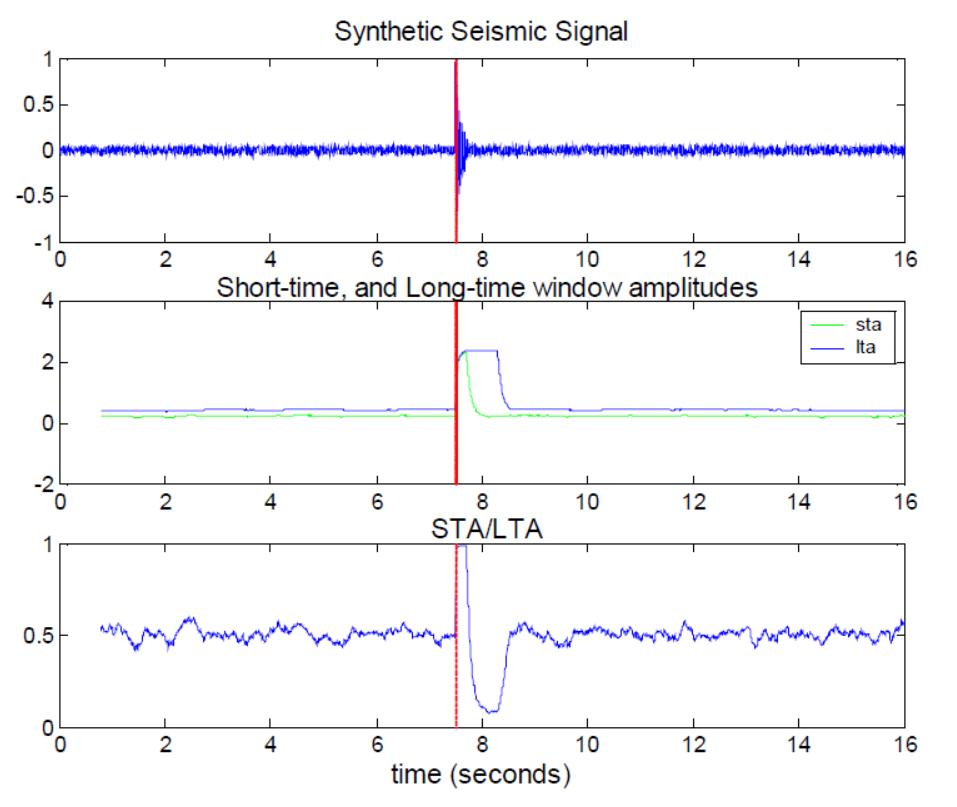 Synthetic Seismic Signal
1
0.5
0
-0.5
-1
0 2 4 6 8 10 12 14 16
Short-time, and Long-time window amplitudes
4
2
0
-2
sta
lta
0 2 4 6 8 10 12 14 16
STA/LTA
1
0.5
0
0 2 4 6 8 10 12 14 16
time (seconds)